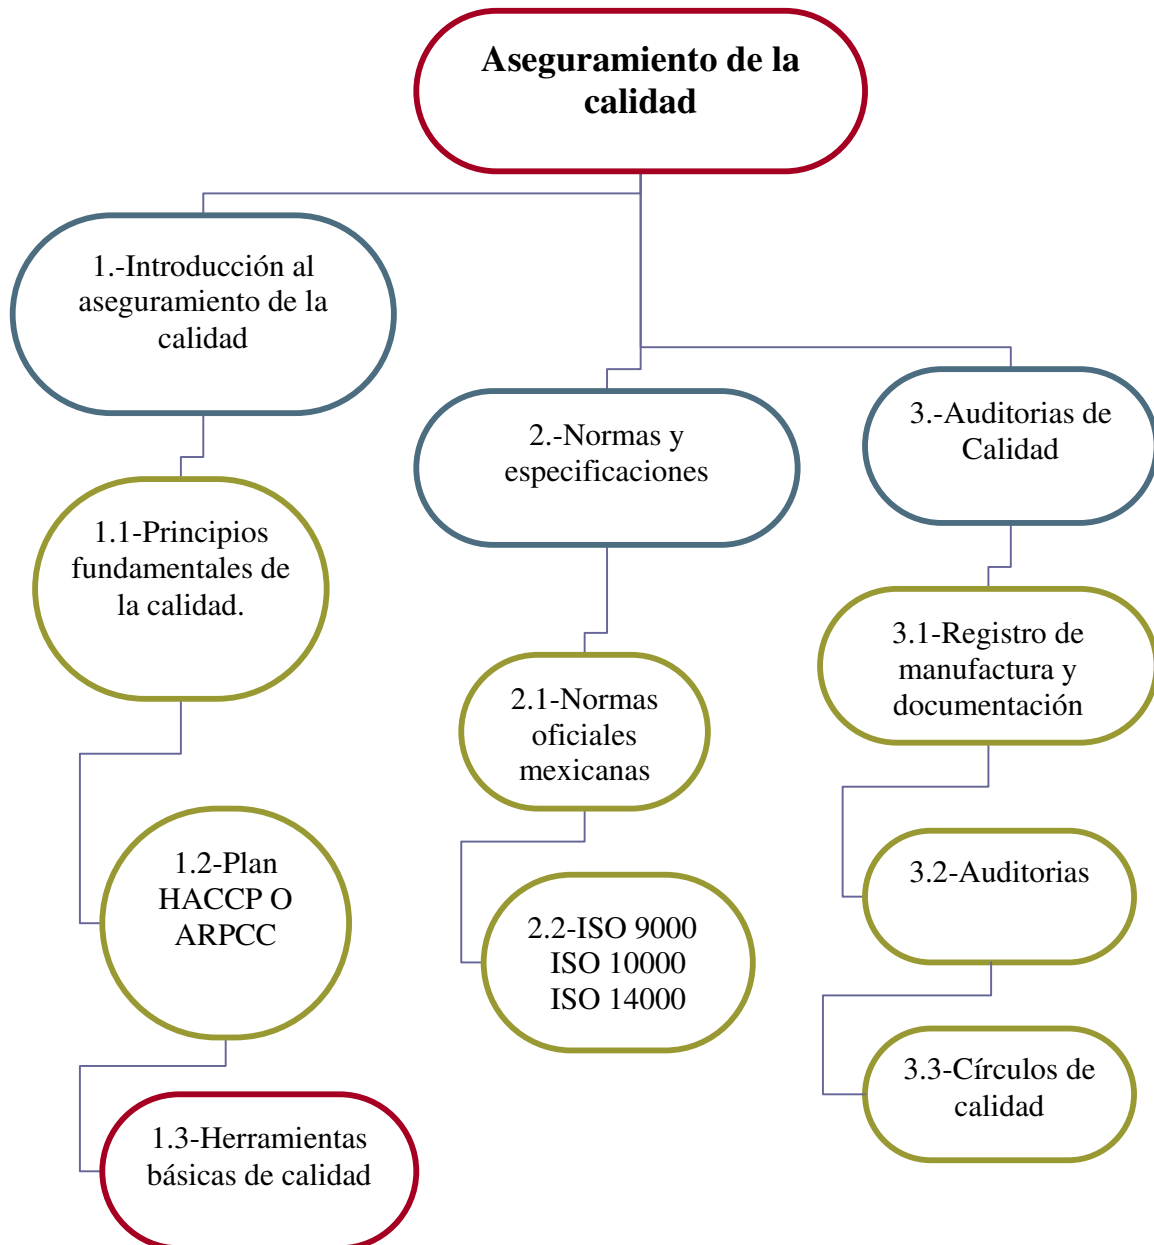 Aseguramiento de la
calidad
1.-Introducción al
aseguramiento de la
calidad
2.-Normas y
especificaciones
3.-Auditorias de
Calidad
1.1-Principios
fundamentales de
la calidad.
2.1-Normas
oficiales
mexicanas
3.1-Registro de
manufactura y
documentación
1.2-Plan
HACCP O
ARPCC
2.2-ISO 9000
ISO 10000
ISO 14000
3.2-Auditorias
3.3-Círculos de
calidad
1.3-Herramientas
básicas de calidad